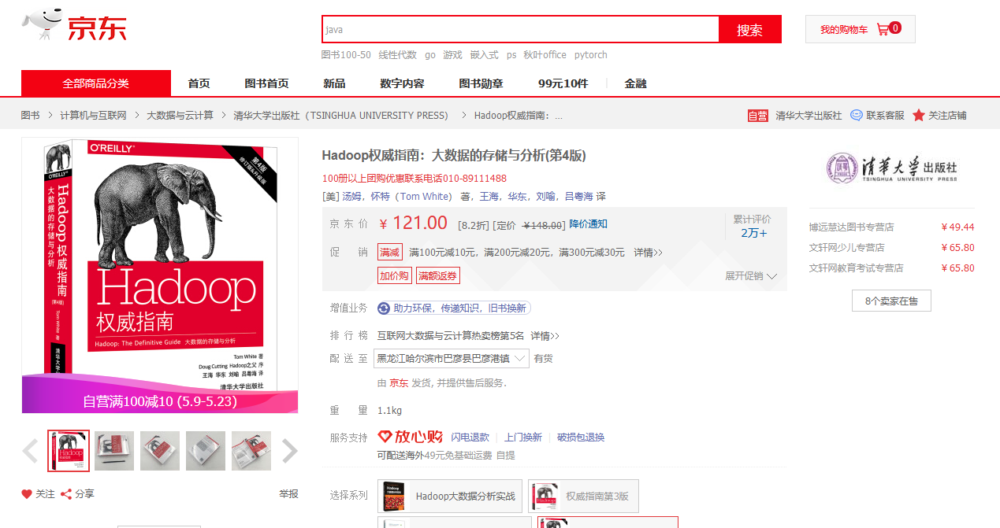 京东
java
搜索
我的购物车 0
图书100-50 线性代数 go 游戏 嵌入式 ps 秋叶office pytorch
全部商品分类 首页 图书首页 新品 数字内容 图书勋章 99元10件 金融
图书 > 计算机与互联网 > 大数据与云计算 > 清华大学出版社（TSINGHUA UNIVERSITY PRESS） > Hadoop权威指南：...
自营 清华大学出版社 联系客服 关注店铺
O'REILLY®
第4版
修订版&升级版
O'REILLY®
大数据的存储与分析
Hadoop权威指南
(第4版)
Tom White 著
清华大学出
Hadoop
权威指南
Hadoop: The Definitive Guide 大数据的存储与分析
Tom White 著
Doug Cutting Hadoop之父 序
王海 华东 刘喻 吕粤海 译
清华大学出版社
自营满100减10 (5.9-5.23)
关注 分享 举报
Hadoop权威指南：大数据的存储与分析(第4版)
100册以上团购优惠联系电话010-89111488
[美] 汤姆，怀特（Tom White） 著，王海，华东，刘喻，吕粤海 译
京东价 ￥ 121.00 [8.2折] [定价 ￥148.00] 降价通知
累计评价
2万+
促销 满减 满100元减10元，满200元减20元，满300元减30元 详情>>
加价购 满额返券 展开促销
增值业务 助力环保，传递知识，旧书换新
排行榜 互联网大数据与云计算热卖榜第5名 详情>>
配送至 黑龙江哈尔滨市巴彦县巴彦港镇 有货
由 京东 发货, 并提供售后服务.
重量 1.1kg
服务支持 放心购 闪电退款 上门换新 破损包退换
可配送海外49元免基础运费 自提
选择系列 Hadoop大数据分析实战 权威指南第3版
清华大学出版社
TSINGHUA UNIVERSITY PRESS
博远慧达图书专营店 ￥49.44
文轩网少儿专营店 ￥65.80
文轩网教育考试专营店 ￥65.80
8个卖家在售